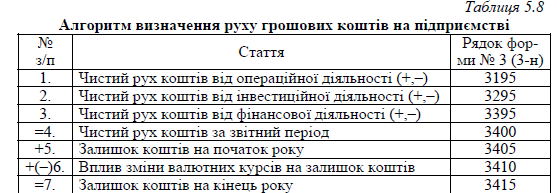 Таблиця 5.8
Алгоритм визначення руху грошових коштів на підприємстві
№ з/п Стаття Рядок форми № 3 (3-н)
1. Чистий рух коштів від операційної діяльності (+,–) 3195
2. Чистий рух коштів від інвестиційної діяльності (+,–) 3295
3. Чистий рух коштів від фінансової діяльності (+,–) 3395
=4. Чистий рух коштів за звітний період 3400
+5. Залишок коштів на початок року 3405
+(–)6. Вплив зміни валютних курсів на залишок коштів 3410
=7. Залишок коштів на кінець року 3415